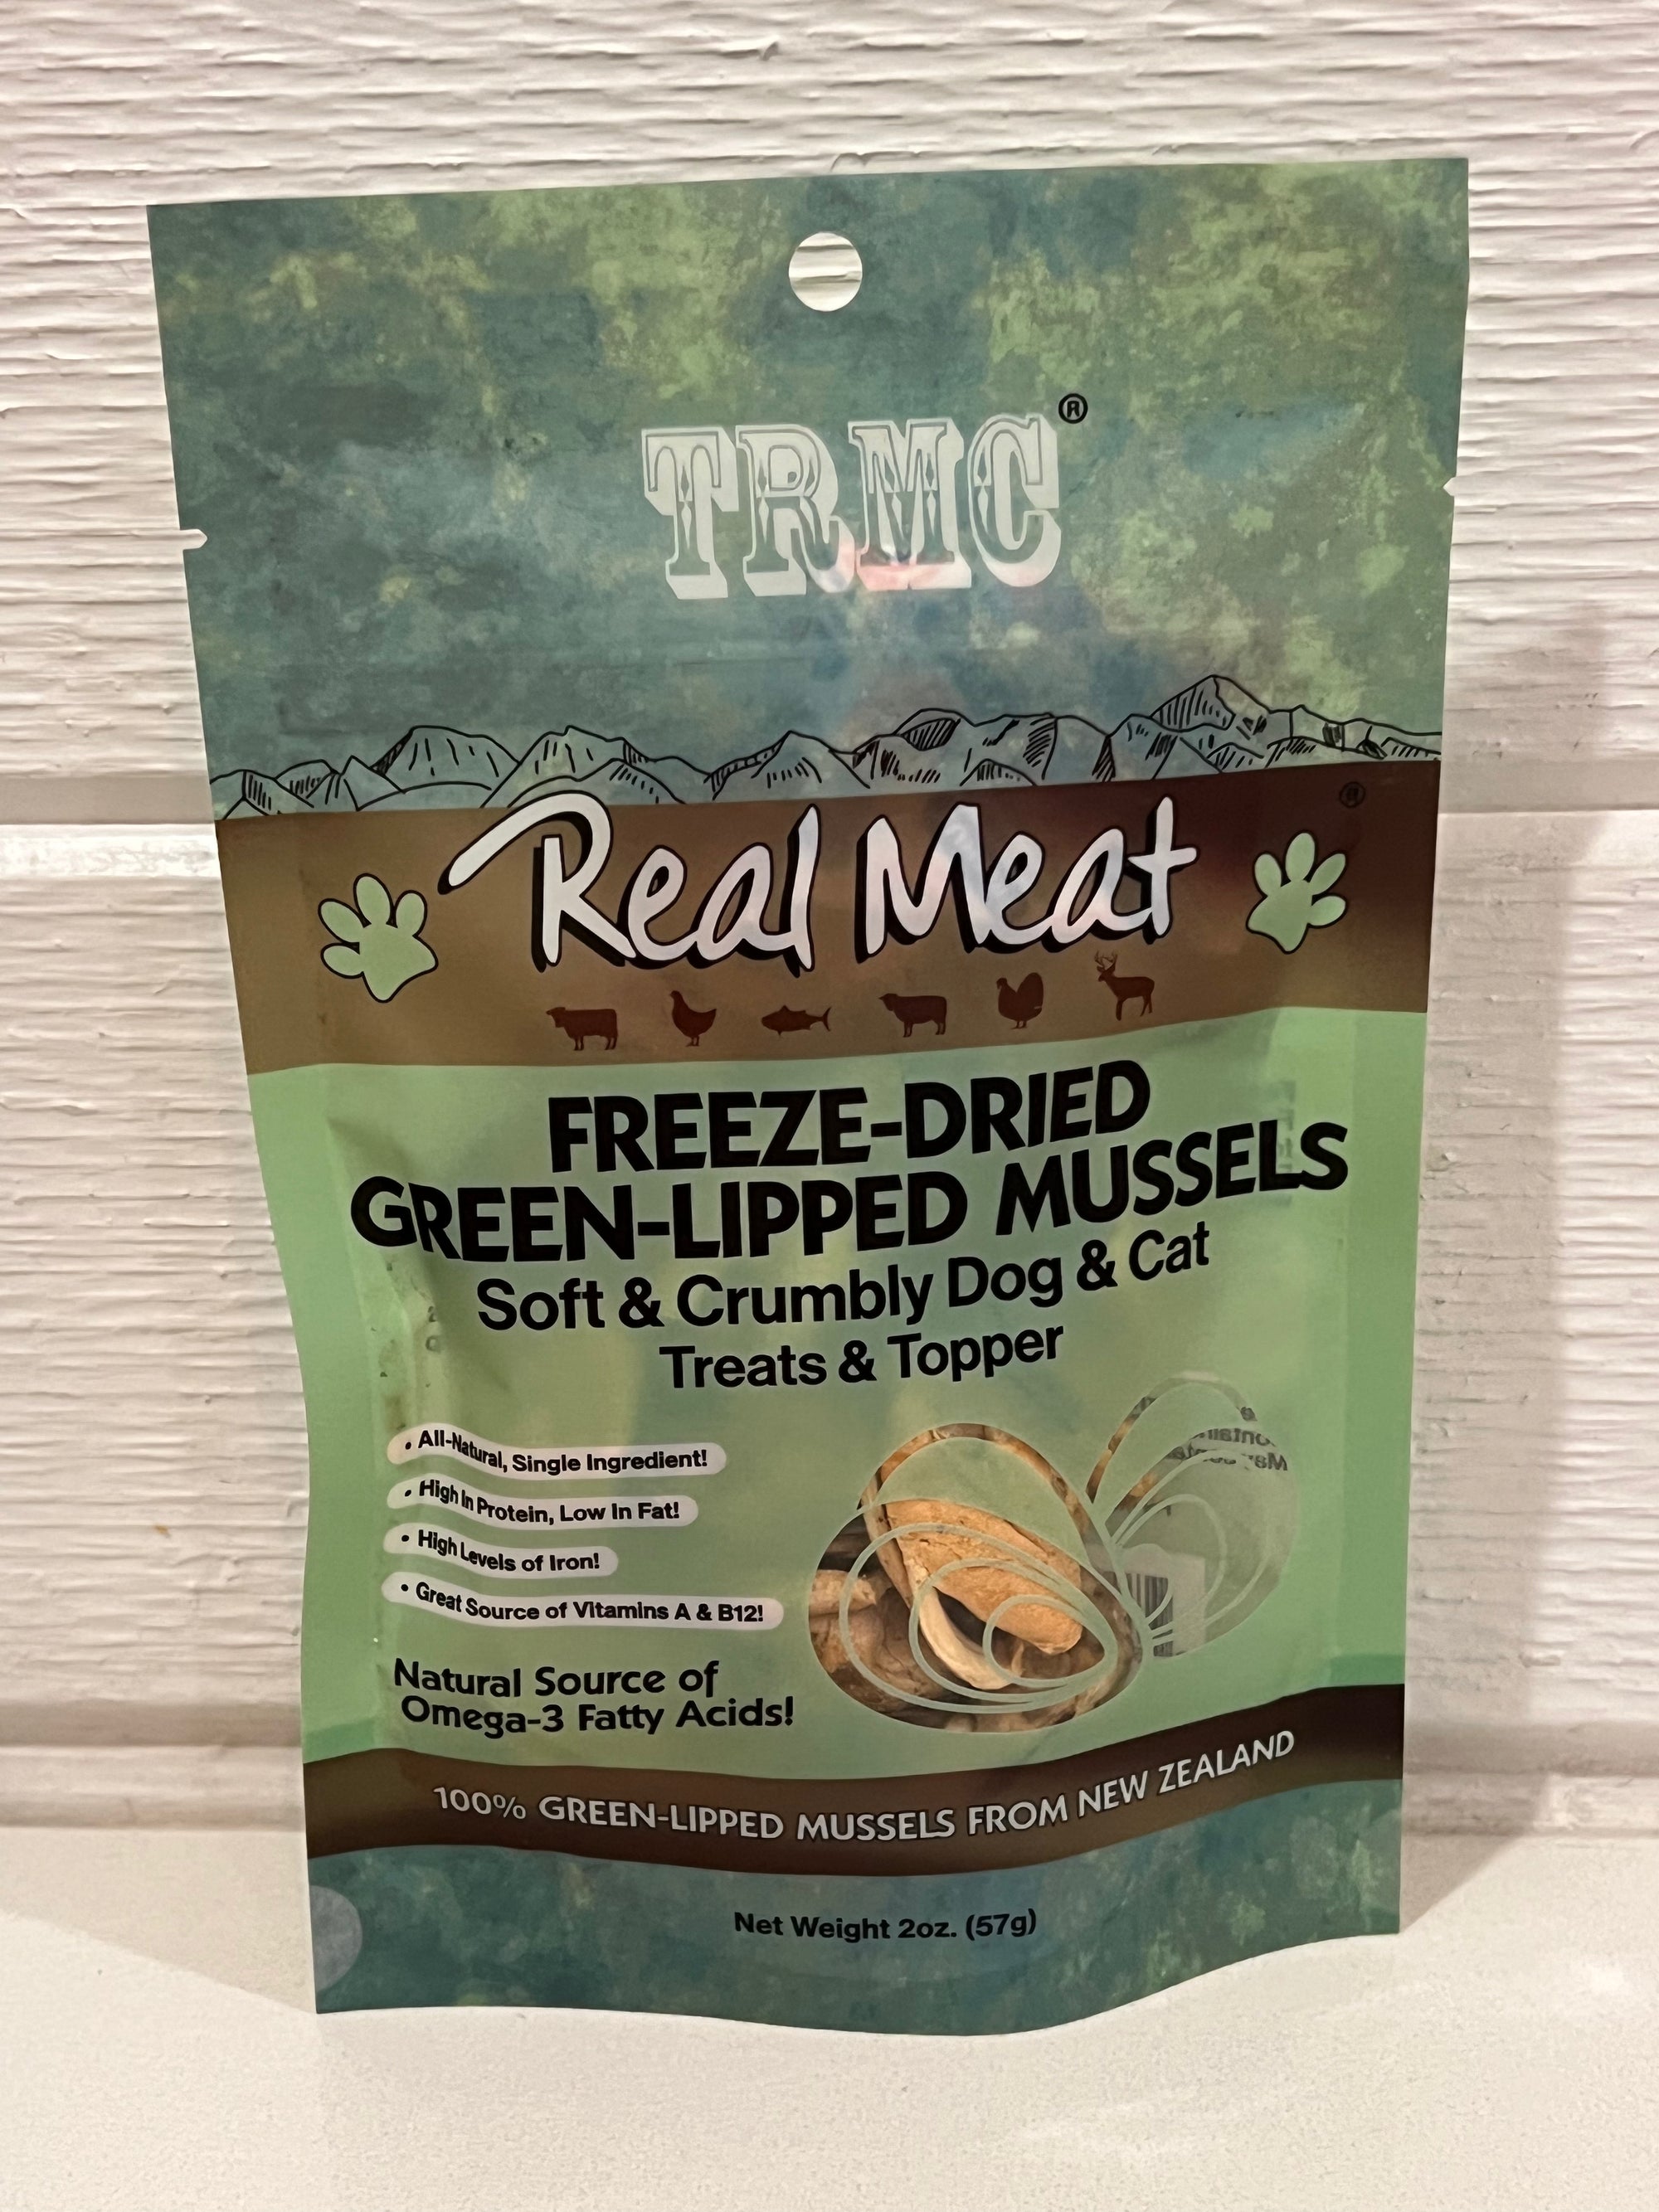 TRMC®
Real Meat®
FREEZE-DRIED
GREEN-LIPPED MUSSELS
Soft & Crumbly Dog & Cat
Treats & Topper
• All-Natural, Single Ingredient!
• High In Protein, Low In Fat!
• High Levels of Iron!
• Great Source of Vitamins A & B12!
Natural Source of
Omega-3 Fatty Acids!
100% GREEN-LIPPED MUSSELS FROM NEW ZEALAND
Net Weight 2oz. (57g)